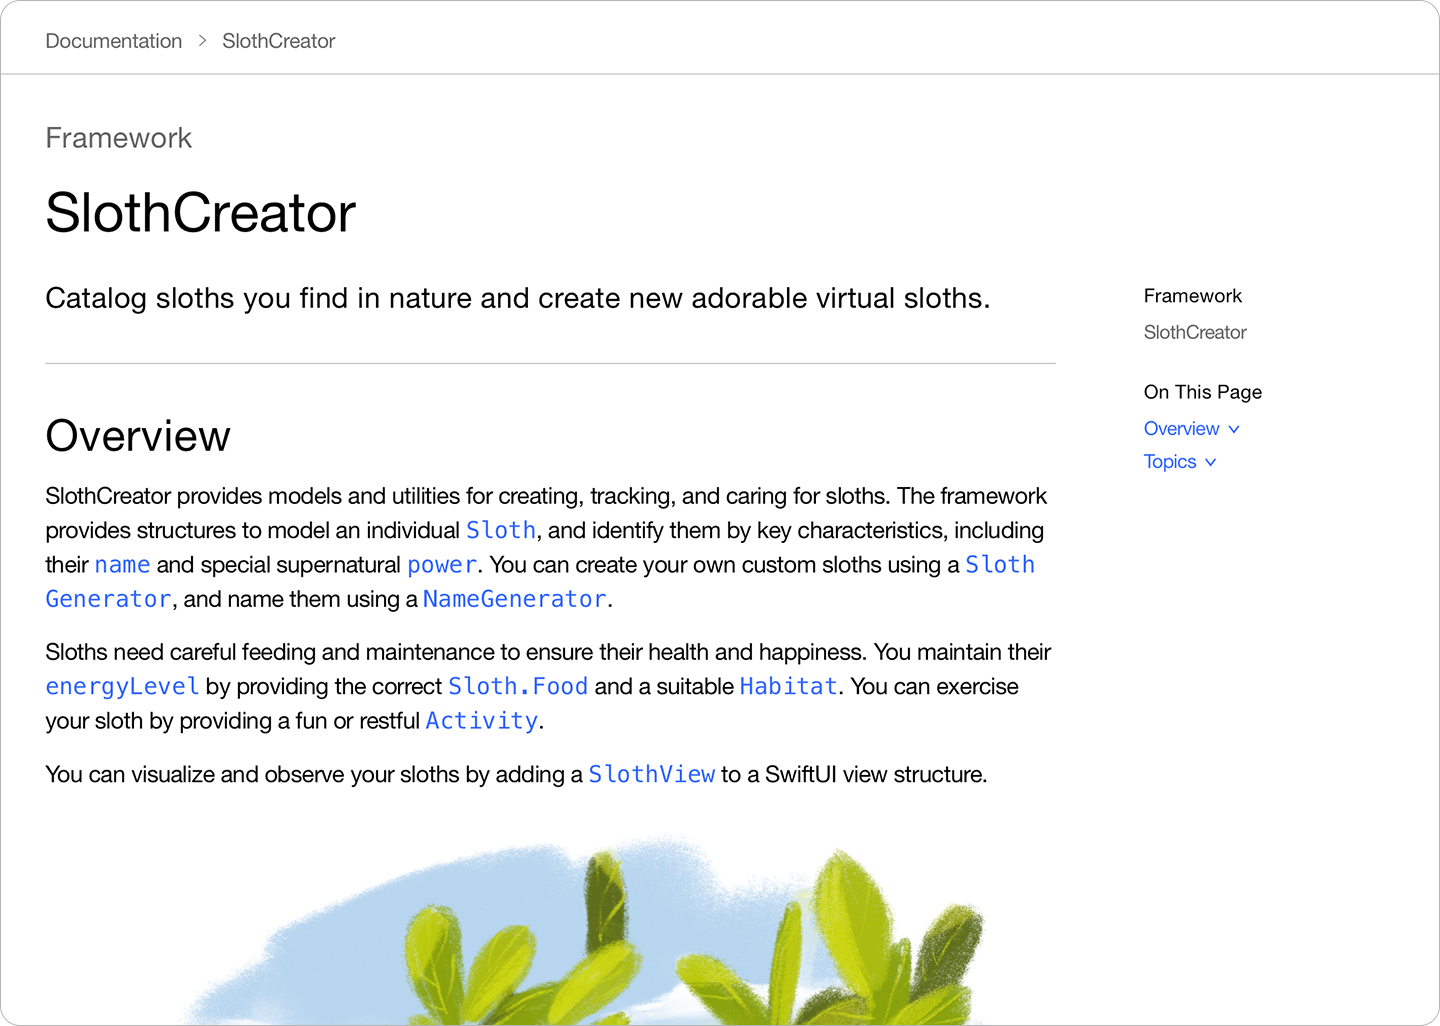 Documentation > SlothCreator
Framework
SlothCreator
Catalog sloths you find in nature and create new adorable virtual sloths.
Overview
SlothCreator provides models and utilities for creating, tracking, and caring for sloths. The framework
provides structures to model an individual Sloth, and identify them by key characteristics, including
their name and special supernatural power. You can create your own custom sloths using a Sloth
Generator, and name them using a NameGenerator.
Sloths need careful feeding and maintenance to ensure their health and happiness. You maintain their
energyLevel by providing the correct Sloth.Food and a suitable Habitat. You can exercise
your sloth by providing a fun or restful Activity.
You can visualize and observe your sloths by adding a SlothView to a SwiftUI view structure.
Framework
SlothCreator
On This Page
Overview
Topics